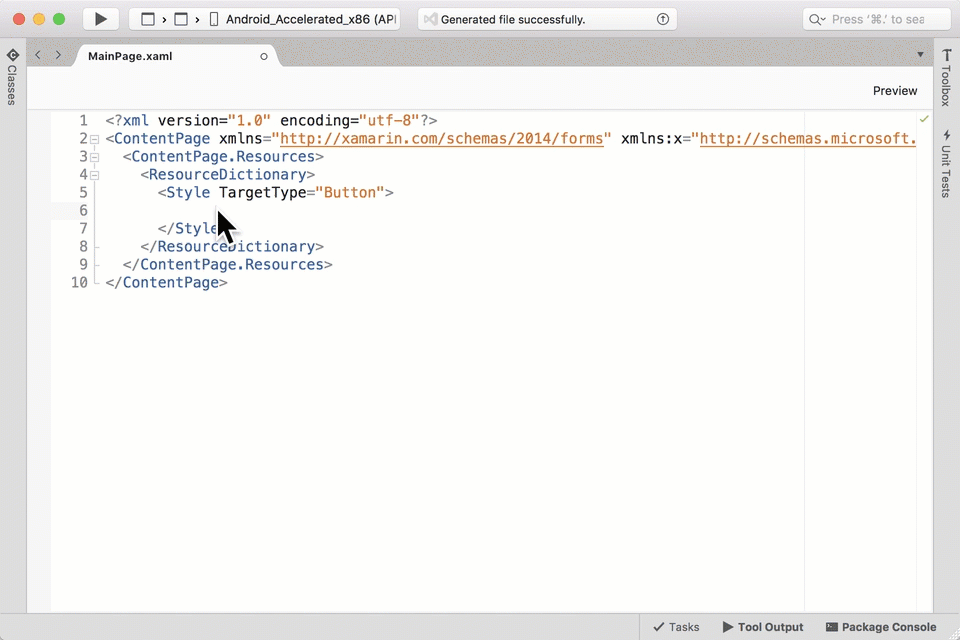 Android_Accelerated_x86 (API
Generated file successfully.
Press ‘⌘.’ to sea
MainPage.xaml
Classes
Toolbox
Unit Tests
Preview
1 <?xml version="1.0" encoding="utf-8"?>
2 <ContentPage xmlns="http://xamarin.com/schemas/2014/forms" xmlns:x="http://schemas.microsoft.
3 <ContentPage.Resources>
4 <ResourceDictionary>
5 <Style TargetType="Button">
6
7 </Style
8 </ResourceDictionary>
9 </ContentPage.Resources>
10 </ContentPage>
Tasks
Tool Output
Package Console